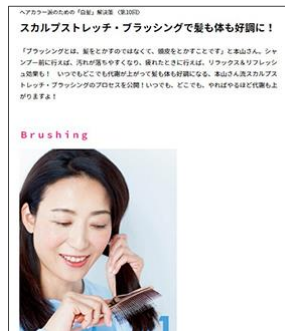 ヘアカラー派のための「白髪」解決策 〈第10回〉
スカルプストレッチ・ブラッシングで髪も体も好調に！
「ブラッシングとは、髪をとかすのではなくて、頭皮をとかすことです」と本山さん。シャ
ンプー前に行えば、汚れが落ちやすくなり、疲れたときに行えば、リラックス＆リフレッシ
ュ効果も！　いつでもどこでも代謝が上がって髪も体も好調になる、本山さん流スカルプス
トレッチ・ブラッシングのプロセスを公開！いつでも、どこでも、やればやるほど代謝も上
がりますよ！
Brushing
1